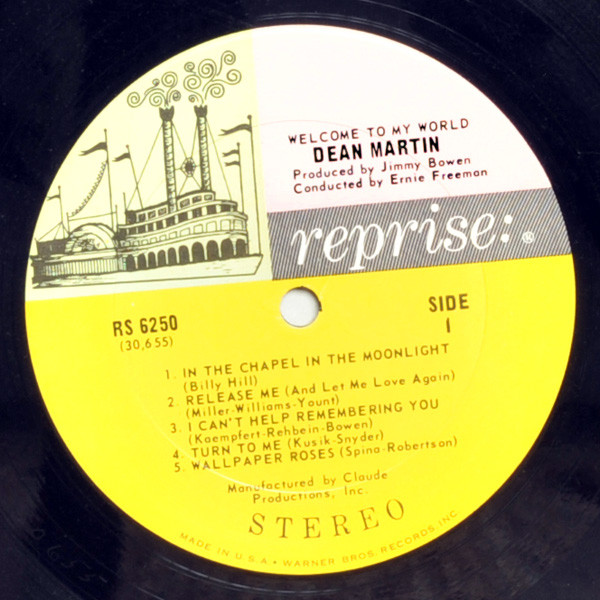 WELCOME TO MY WORLD
DEAN MARTIN
Produced by Jimmy Bowen
Conducted by Ernie Freeman
reprise: ®
RS 6250
(30,655)
SIDE
1
1. IN THE CHAPEL IN THE MOONLIGHT
(Billy Hill)
2. RELEASE ME (And Let Me Love Again)
(Miller-Williams-Yount)
3. I CAN'T HELP REMEMBERING YOU
(Kaempfert-Rehbein-Bowen)
4. TURN TO ME (Kusik-Snyder)
5. WALLPAPER ROSES (Spina-Robertson)
Manufactured by Claude
Productions, Inc.
STEREO
MADE IN U.S.A. • WARNER BROS. RECORDS, INC.